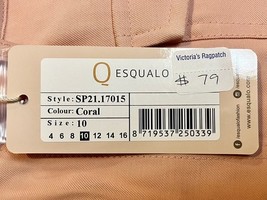 Q ESQUALO
Victoria's Ragpatch
$ 79
Style: SP21.17015
Colour: Coral
Size: 10
4 6 8 10 12 14 16
8 719537 250339
esqualofashion
esqualo.com